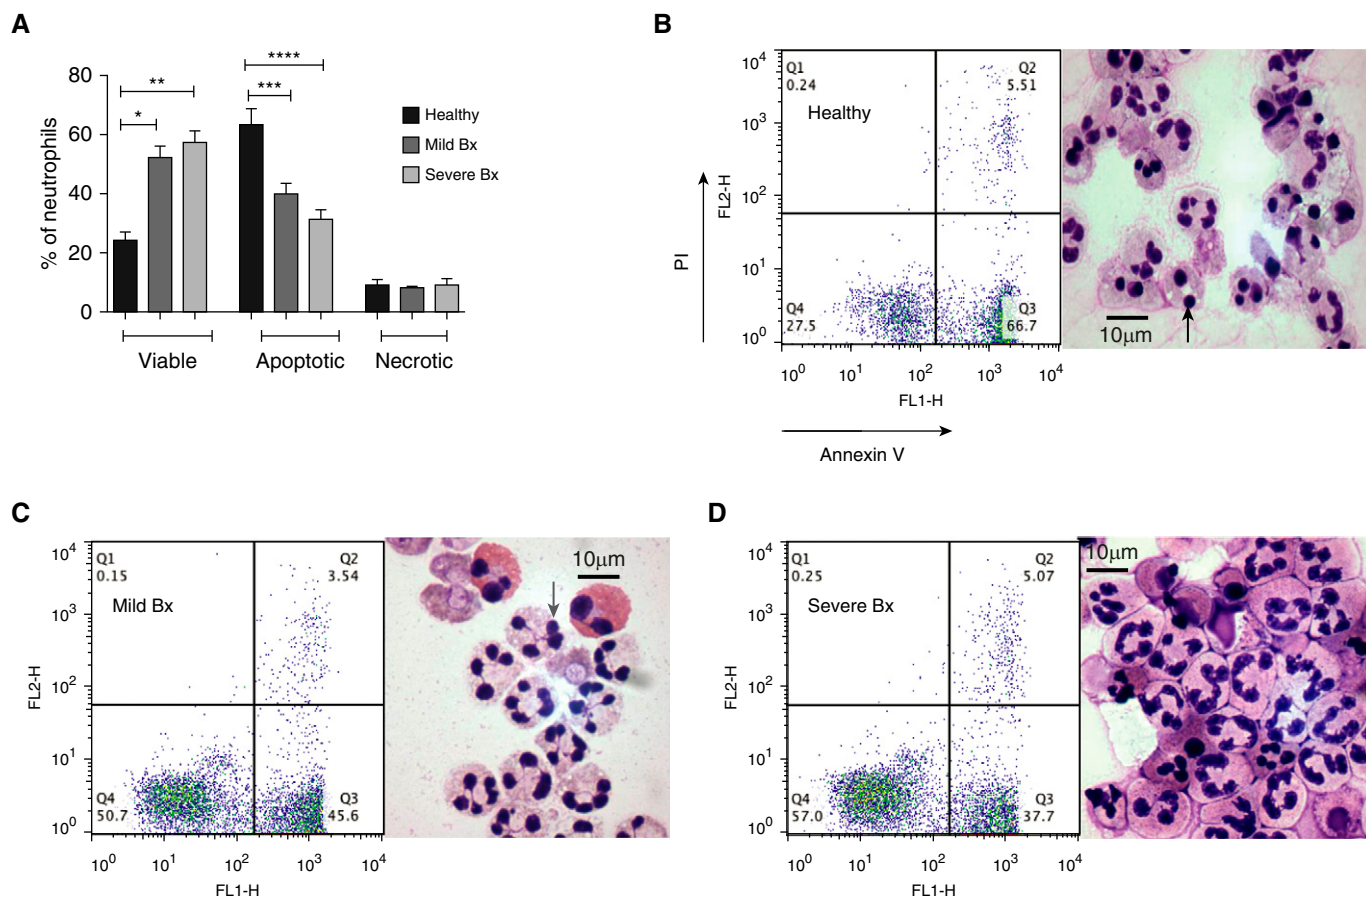 A
80
60
40
20
0
% of neutrophils
*
**
***
****
Healthy
Mild Bx
Severe Bx
Viable
Apoptotic
Necrotic
B
10⁴
10³
10²
10¹
10⁰
FL2-H
PI
Q1
0.24
Q2
5.51
Healthy
Q4
27.5
Q3
66.7
10⁰ 10¹ 10² 10³ 10⁴
FL1-H
Annexin V
10μm
C
10⁴
10³
10²
10¹
10⁰
FL2-H
Q1
0.15
Q2
3.54
Mild Bx
Q4
50.7
Q3
45.6
10⁰ 10¹ 10² 10³ 10⁴
FL1-H
10μm
D
10⁴
10³
10²
10¹
10⁰
FL2-H
Q1
0.25
Q2
5.07
Severe Bx
Q4
57.0
Q3
37.7
10⁰ 10¹ 10² 10³ 10⁴
FL1-H
10μm